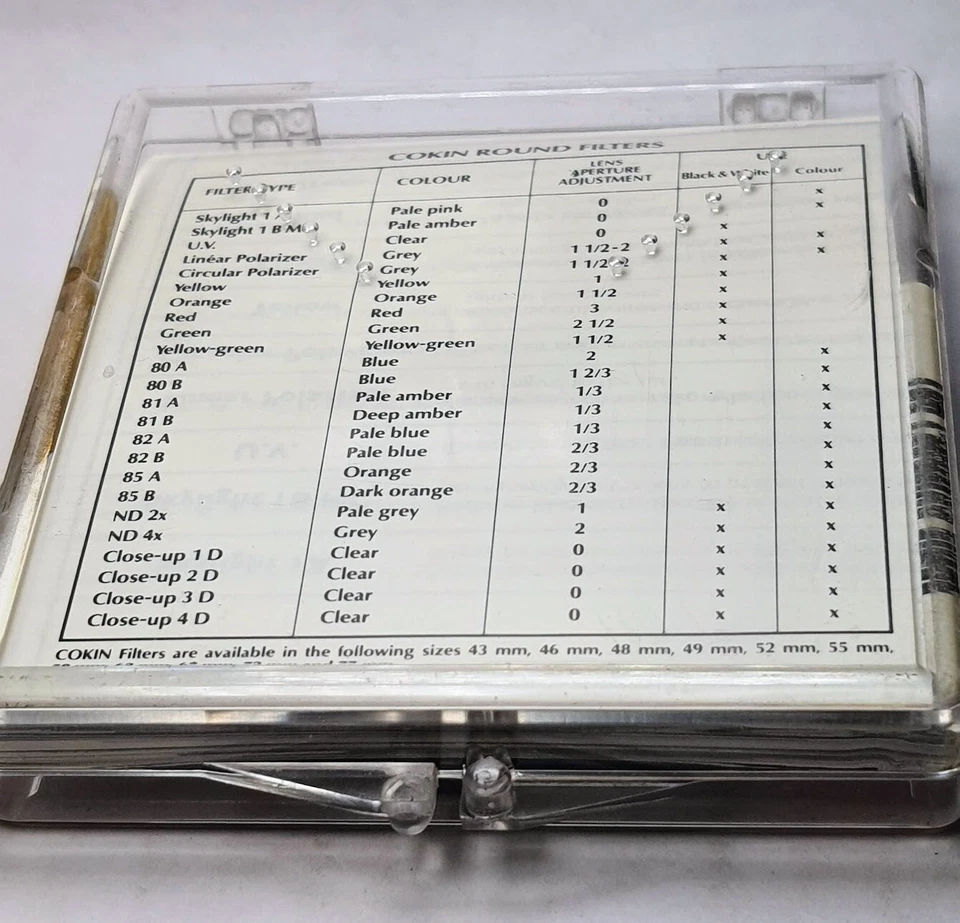 COKIN ROUND FILTERS
FILTER TYPE COLOUR LENS APERTURE ADJUSTMENT USE
Black & White Colour
Skylight 1 A Pale pink 0 x
Skylight 1 B M Pale amber 0 x
U.V. Clear 0 x
Linéar Polarizer Grey 1 1/2-2 x x
Circular Polarizer Grey 1 1/2-2 x x
Yellow Yellow 1 x
Orange Orange 1 1/2 x
Red Red 3 x
Green Green 2 1/2 x
Yellow-green Yellow-green 1 1/2 x
80 A Blue 2 x
80 B Blue 1 2/3 x
81 A Pale amber 1/3 x
81 B Deep amber 1/3 x
82 A Pale blue 1/3 x
82 B Pale blue 2/3 x
85 A Orange 2/3 x
85 B Dark orange 2/3 x
ND 2x Pale grey 1 x x
ND 4x Grey 2 x x
Close-up 1 D Clear 0 x x
Close-up 2 D Clear 0 x x
Close-up 3 D Clear 0 x x
Close-up 4 D Clear 0 x x
COKIN Filters are available in the following sizes 43 mm, 46 mm, 48 mm, 49 mm, 52 mm, 55 mm,